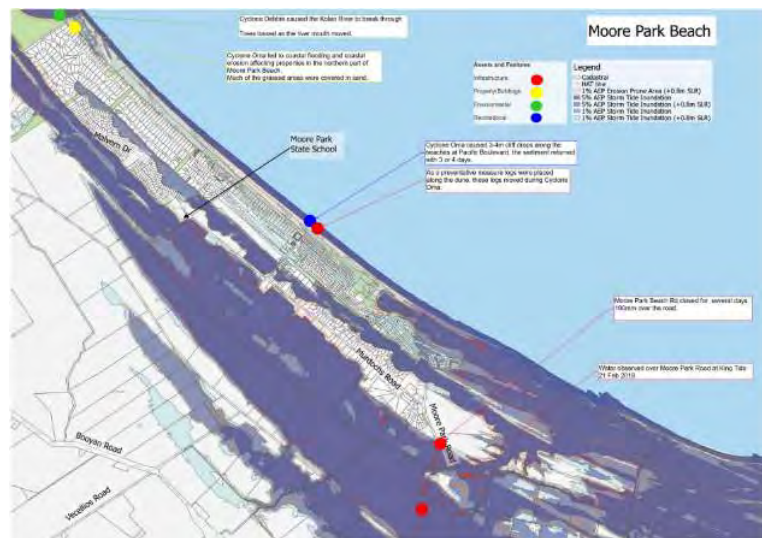 Moore Park Beach
Cyclone Debbie caused the Kolan River to break through
Trees toased as the river mouth moved.
Cyclone Oma led to coastal flooding and coastal
erosion affecting properties in the northern part of
Moore Park Beach.
Much of the grassed areas were covered in sand.
Assets and Features
Infrastructure
Property/Buildings
Environmental
Recreational
Legend
Cadastral
HAT line
1% AEP Erosion Prone Area (+0.8m SLR)
5% AEP Storm Tide Inundation
5% AEP Storm Tide Inundation (+0.8m SLR)
1% AEP Storm Tide Inundation
1% AEP Storm Tide Inundation (+0.8m SLR)
Malvern Dr
Moore Park
State School
Cyclone Oma caused 3-4m cliff drops along the
beaches at Pacific Boulevard, the sediment returned
with 3 or 4 days.
As a preventative measure logs were placed
along the dune, these logs moved during Cyclone
Oma.
Moore Park Beach Rd closed for several days
over the road.
Water observed over Moore Park Road at King Tide
21 Feb 2019
Murdochs Road
Moore Park Road
Booyan Road
Vecellios Road